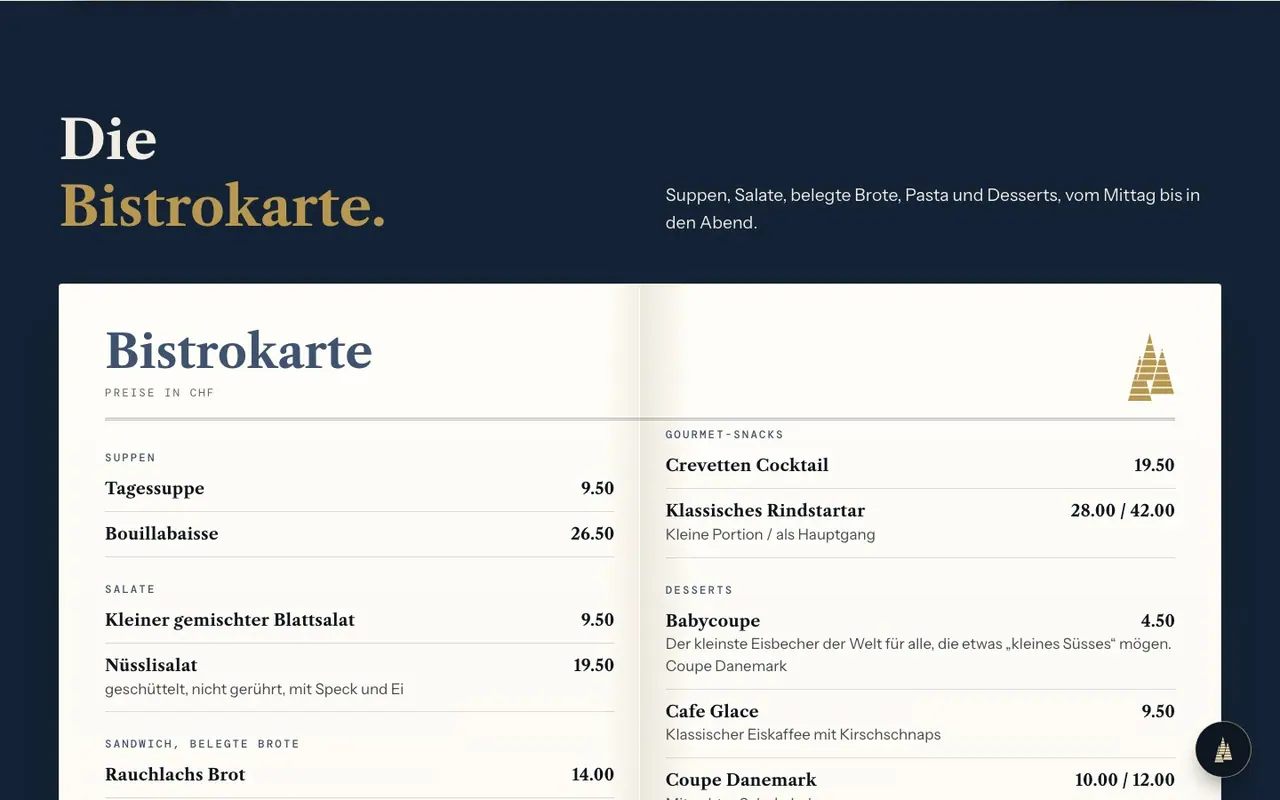 Die
Bistrokarte.
Suppen, Salate, belegte Brote, Pasta und Desserts, vom Mittag bis in
den Abend.
Bistrokarte
PREISE IN CHF
SUPPEN
Tagessuppe 9.50
Bouillabaisse 26.50
SALATE
Kleiner gemischter Blattsalat 9.50
Nüsslisalat 19.50
geschüttelt, nicht gerührt, mit Speck und Ei
SANDWICH, BELEGTE BROTE
Rauchlachs Brot 14.00
GOURMET-SNACKS
Crevetten Cocktail 19.50
Klassisches Rindstartar 28.00 / 42.00
Kleine Portion / als Hauptgang
DESSERTS
Babycoupe 4.50
Der kleinste Eisbecher der Welt für alle, die etwas „kleines Süsses“ mögen.
Coupe Danemark
Cafe Glace 9.50
Klassischer Eiskaffee mit Kirschschnaps
Coupe Danemark 10.00 / 12.00